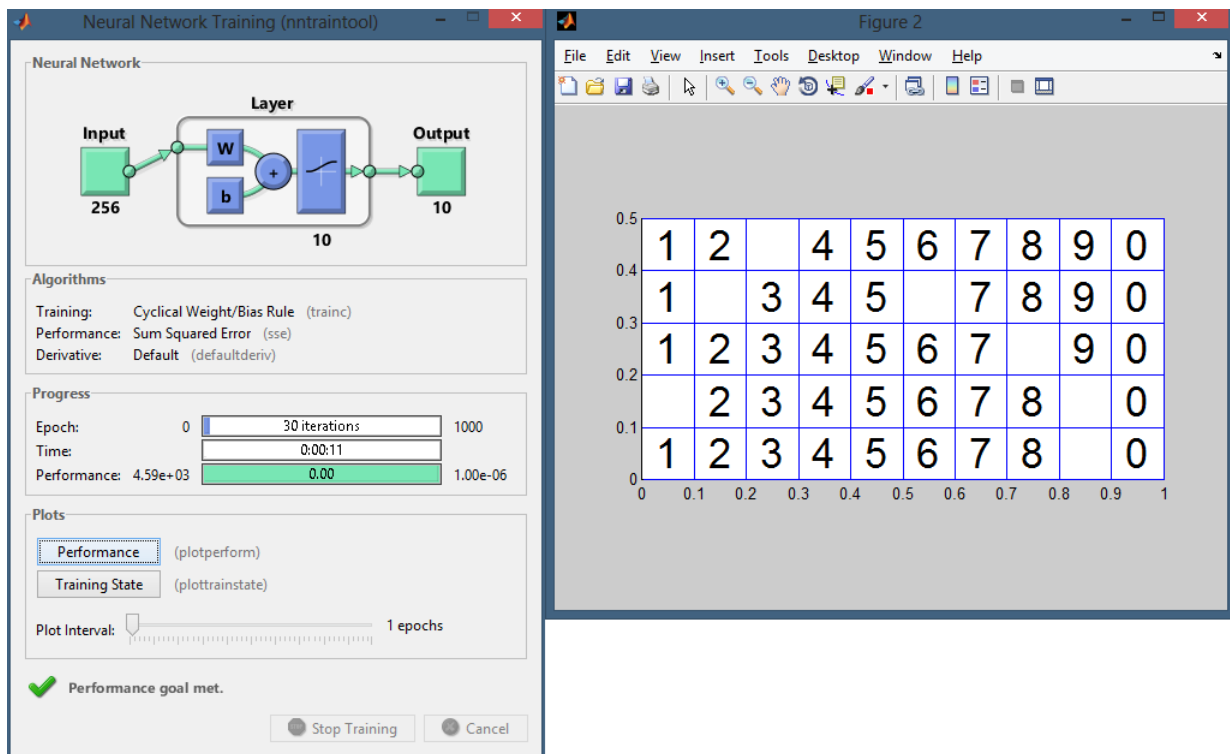 Neural Network Training (nntraintool)
Neural Network
Layer
Input
W
b
+
Output
256
10
10
Algorithms
Training: Cyclical Weight/Bias Rule (trainc)
Performance: Sum Squared Error (sse)
Derivative: Default (defaultderiv)
Progress
Epoch: 0 30 iterations 1000
Time: 0:00:11
Performance: 4.59e+03 0.00 1.00e-06
Plots
Performance (plotperform)
Training State (plottrainstate)
Plot Interval: 1 epochs
Performance goal met.
Stop Training Cancel
Figure 2
File Edit View Insert Tools Desktop Window Help
0.5
1 2 4 5 6 7 8 9 0
0.4
1 3 4 5 7 8 9 0
0.3
1 2 3 4 5 6 7 9 0
0.2
2 3 4 5 6 7 8 0
0.1
1 2 3 4 5 6 7 8 0
0
0 0.1 0.2 0.3 0.4 0.5 0.6 0.7 0.8 0.9 1